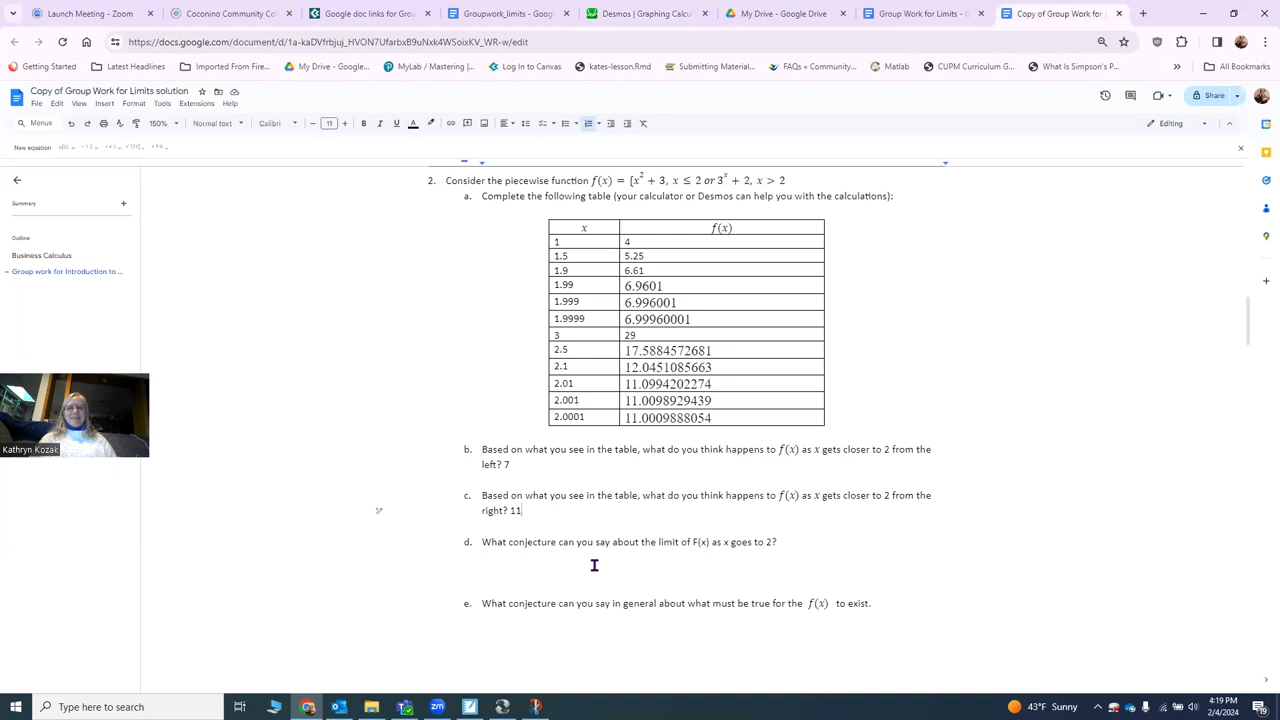 Launch Meeting - Zoom
Coconino Community Col
Google doc links for Grou
Groupwork_limits - Googl
Desmos | Graphing Calcu
My Drive - Google Drive
Group Work for Limits - G
Copy of Group Work for L
https://docs.google.com/document/d/1a-kaDVfrbjuj_HVON7UfarbxB9uNxk4WSoixKV_WR-w/edit
Getting Started
Latest Headlines
Imported From Firef...
My Drive - Google...
MyLab / Mastering |...
Log In to Canvas
kates-lesson.Rmd
Submitting Material...
FAQs « Community...
Matlab
CUPM Curriculum G...
What Is Simpson's P...
All Bookmarks
Copy of Group Work for Limits solution
File Edit View Insert Format Tools Extensions Help
Share
Menus
150%
Normal text
Calibri
11
Editing
New equation
Summary
Outline
Business Calculus
Group work for Introduction to ...
2. Consider the piecewise function f(x) = {x² + 3, x ≤ 2 or 3ˣ + 2, x > 2
a. Complete the following table (your calculator or Desmos can help you with the calculations):
x f(x)
1 4
1.5 5.25
1.9 6.61
1.99 6.9601
1.999 6.996001
1.9999 6.99960001
3 29
2.5 17.5884572681
2.1 12.0451085663
2.01 11.0994202274
2.001 11.0098929439
2.0001 11.0009888054
b. Based on what you see in the table, what do you think happens to f(x) as x gets closer to 2 from the
left? 7
c. Based on what you see in the table, what do you think happens to f(x) as x gets closer to 2 from the
right? 11
d. What conjecture can you say about the limit of F(x) as x goes to 2?
e. What conjecture can you say in general about what must be true for the f(x) to exist.
Kathryn Kozak
Type here to search
43°F Sunny
4:19 PM
2/4/2024